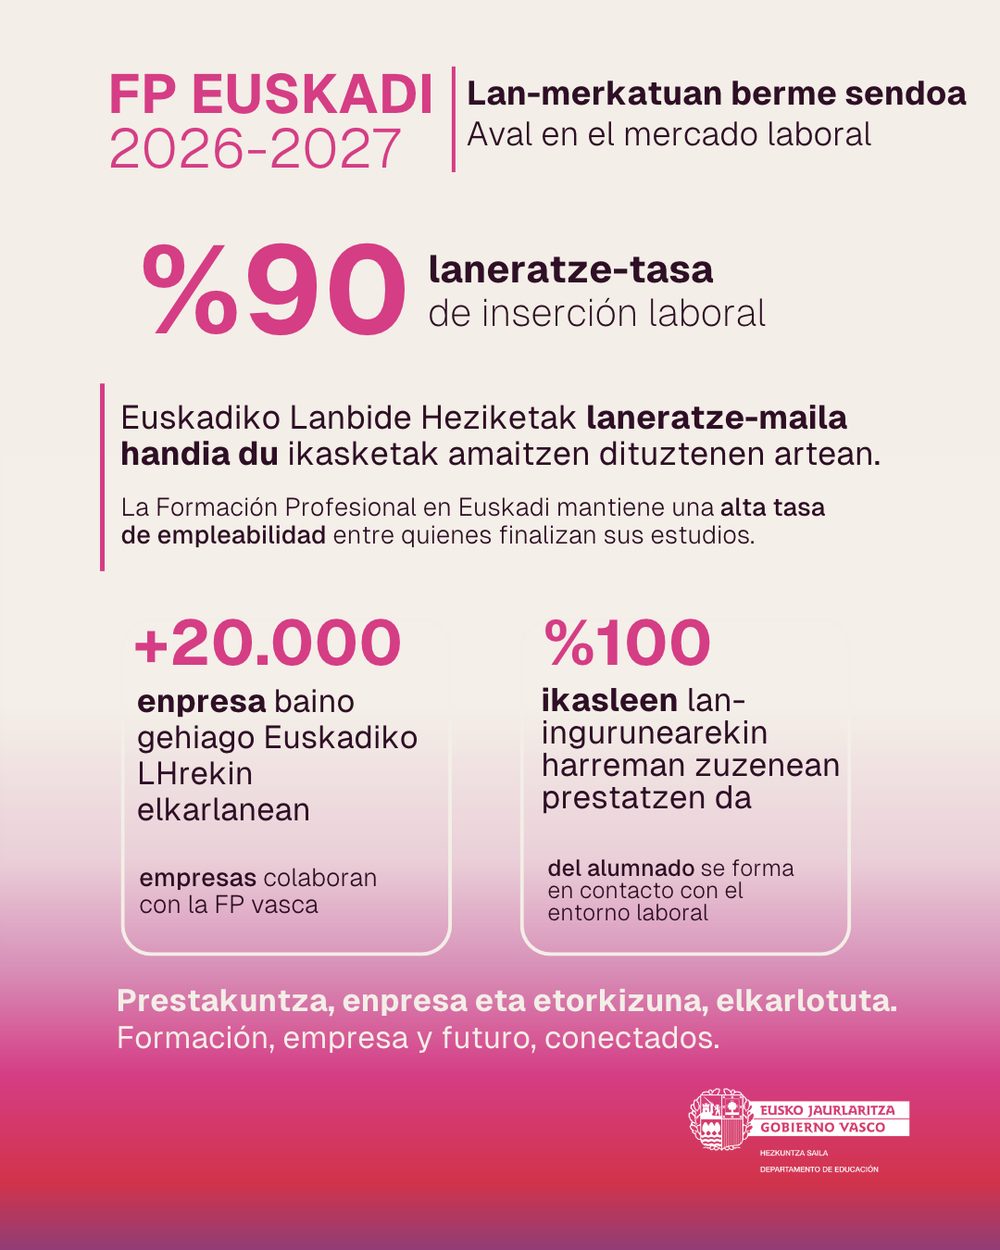 FP EUSKADI
2026-2027
Lan-merkatuan berme sendoa
Aval en el mercado laboral
%90
laneratze-tasa
de inserción laboral
Euskadiko Lanbide Heziketak laneratze-maila
handia du ikasketak amaitzen dituztenen artean.
La Formación Profesional en Euskadi mantiene una alta tasa
de empleabilidad entre quienes finalizan sus estudios.
+20.000
enpresa baino
gehiago Euskadiko
LHrekin
elkarlanean
empresas colaboran
con la FP vasca
%100
ikasleen lan-
ingurunearekin
harreman zuzenean
prestatzen da
del alumnado se forma
en contacto con el
entorno laboral
Prestakuntza, enpresa eta etorkizuna, elkarlotuta.
Formación, empresa y futuro, conectados.
EUSKO JAURLARITZA
GOBIERNO VASCO
HEZKUNTZA SAILA
DEPARTAMENTO DE EDUCACIÓN